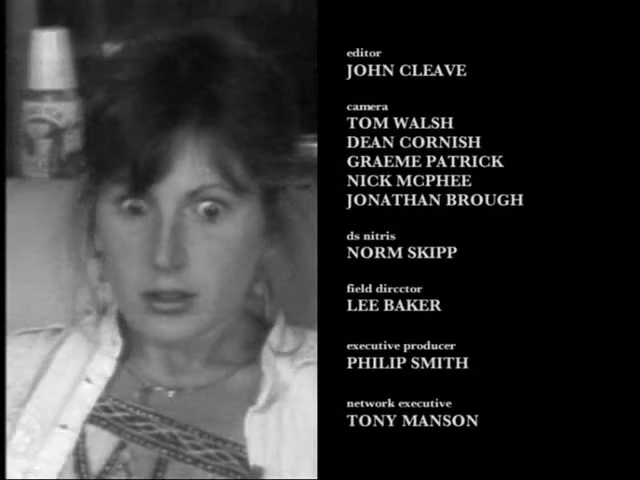 editor
JOHN CLEAVE
camera
TOM WALSH
DEAN CORNISH
GRAEME PATRICK
NICK MCPHEE
JONATHAN BROUGH
ds nitris
NORM SKIPP
field dircctor
LEE BAKER
executive producer
PHILIP SMITH
network executive
TONY MANSON